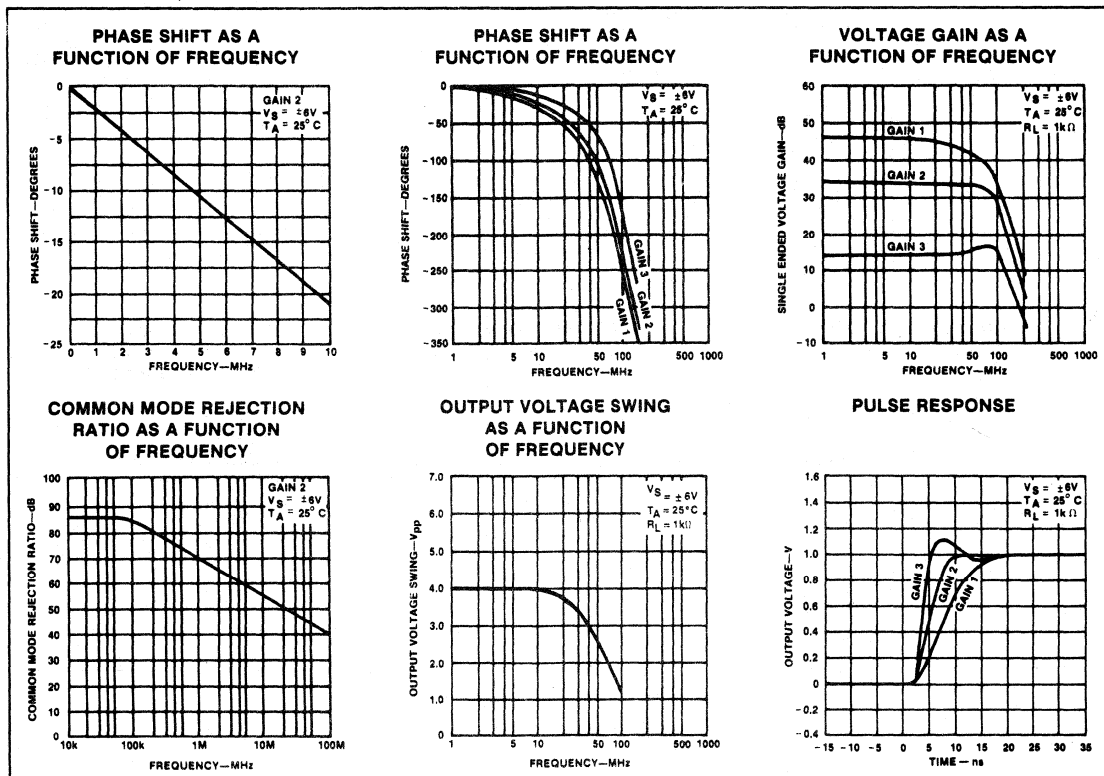 PHASE SHIFT AS A
FUNCTION OF FREQUENCY
0
-5
-10
-15
-20
-25
PHASE SHIFT—DEGREES
GAIN 2
VS = ±6V
TA = 25°C
0 1 2 3 4 5 6 7 8 9 10
FREQUENCY—MHz
PHASE SHIFT AS A
FUNCTION OF FREQUENCY
0
-50
-100
-150
-200
-250
-300
-350
PHASE SHIFT—DEGREES
VS = ±6V
TA = 25°C
GAIN 3
GAIN 2
GAIN 1
1 5 10 50 100 500 1000
FREQUENCY—MHz
VOLTAGE GAIN AS A
FUNCTION OF FREQUENCY
60
50
40
30
20
10
0
-10
SINGLE ENDED VOLTAGE GAIN—dB
VS = ±6V
TA = 25°C
RL = 1kΩ
GAIN 1
GAIN 2
GAIN 3
1 5 10 50 100 500 1000
FREQUENCY—MHz
COMMON MODE REJECTION
RATIO AS A FUNCTION
OF FREQUENCY
100
90
80
70
60
50
40
30
20
10
0
COMMON MODE REJECTION RATIO—dB
GAIN 2
VS = ±6V
TA = 25°C
10k 100k 1M 10M 100M
FREQUENCY—MHz
OUTPUT VOLTAGE SWING
AS A FUNCTION
OF FREQUENCY
7.0
6.0
5.0
4.0
3.0
2.0
1.0
OUTPUT VOLTAGE SWING—Vpp
VS = ±6V
TA = 25°C
RL = 1kΩ
1 5 10 50 100 500 1000
FREQUENCY—MHz
PULSE RESPONSE
1.6
1.4
1.2
1.0
0.8
0.6
0.4
0.2
0
-0.2
-0.4
OUTPUT VOLTAGE—V
VS = ±6V
TA = 25°C
RL = 1kΩ
GAIN 3
GAIN 2
GAIN 1
-15 -10 -5 0 5 10 15 20 25 30 35
TIME — ns